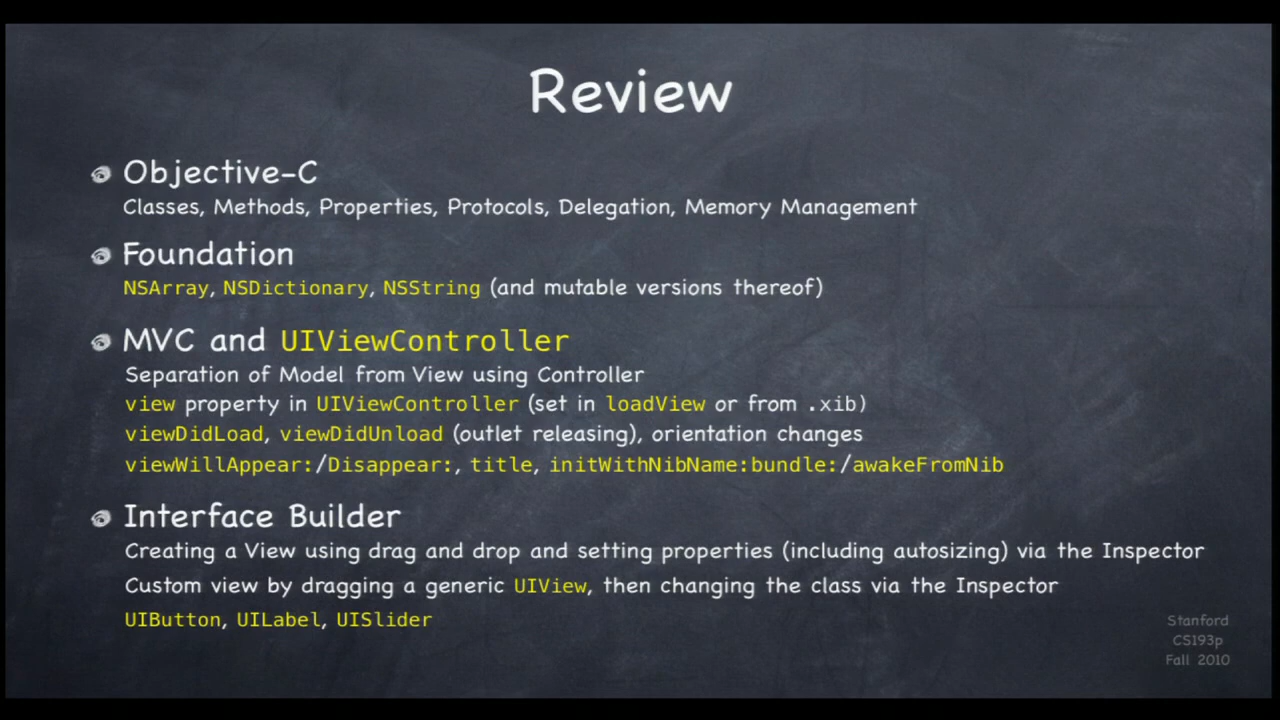 Review
Objective-C
Classes, Methods, Properties, Protocols, Delegation, Memory Management
Foundation
NSArray, NSDictionary, NSString (and mutable versions thereof)
MVC and UIViewController
Separation of Model from View using Controller
view property in UIViewController (set in loadView or from .xib)
viewDidLoad, viewDidUnload (outlet releasing), orientation changes
viewWillAppear:/Disappear:, title, initWithNibName:bundle:/awakeFromNib
Interface Builder
Creating a View using drag and drop and setting properties (including autosizing) via the Inspector
Custom view by dragging a generic UIView, then changing the class via the Inspector
UIButton, UILabel, UISlider
Stanford
CS193p
Fall 2010